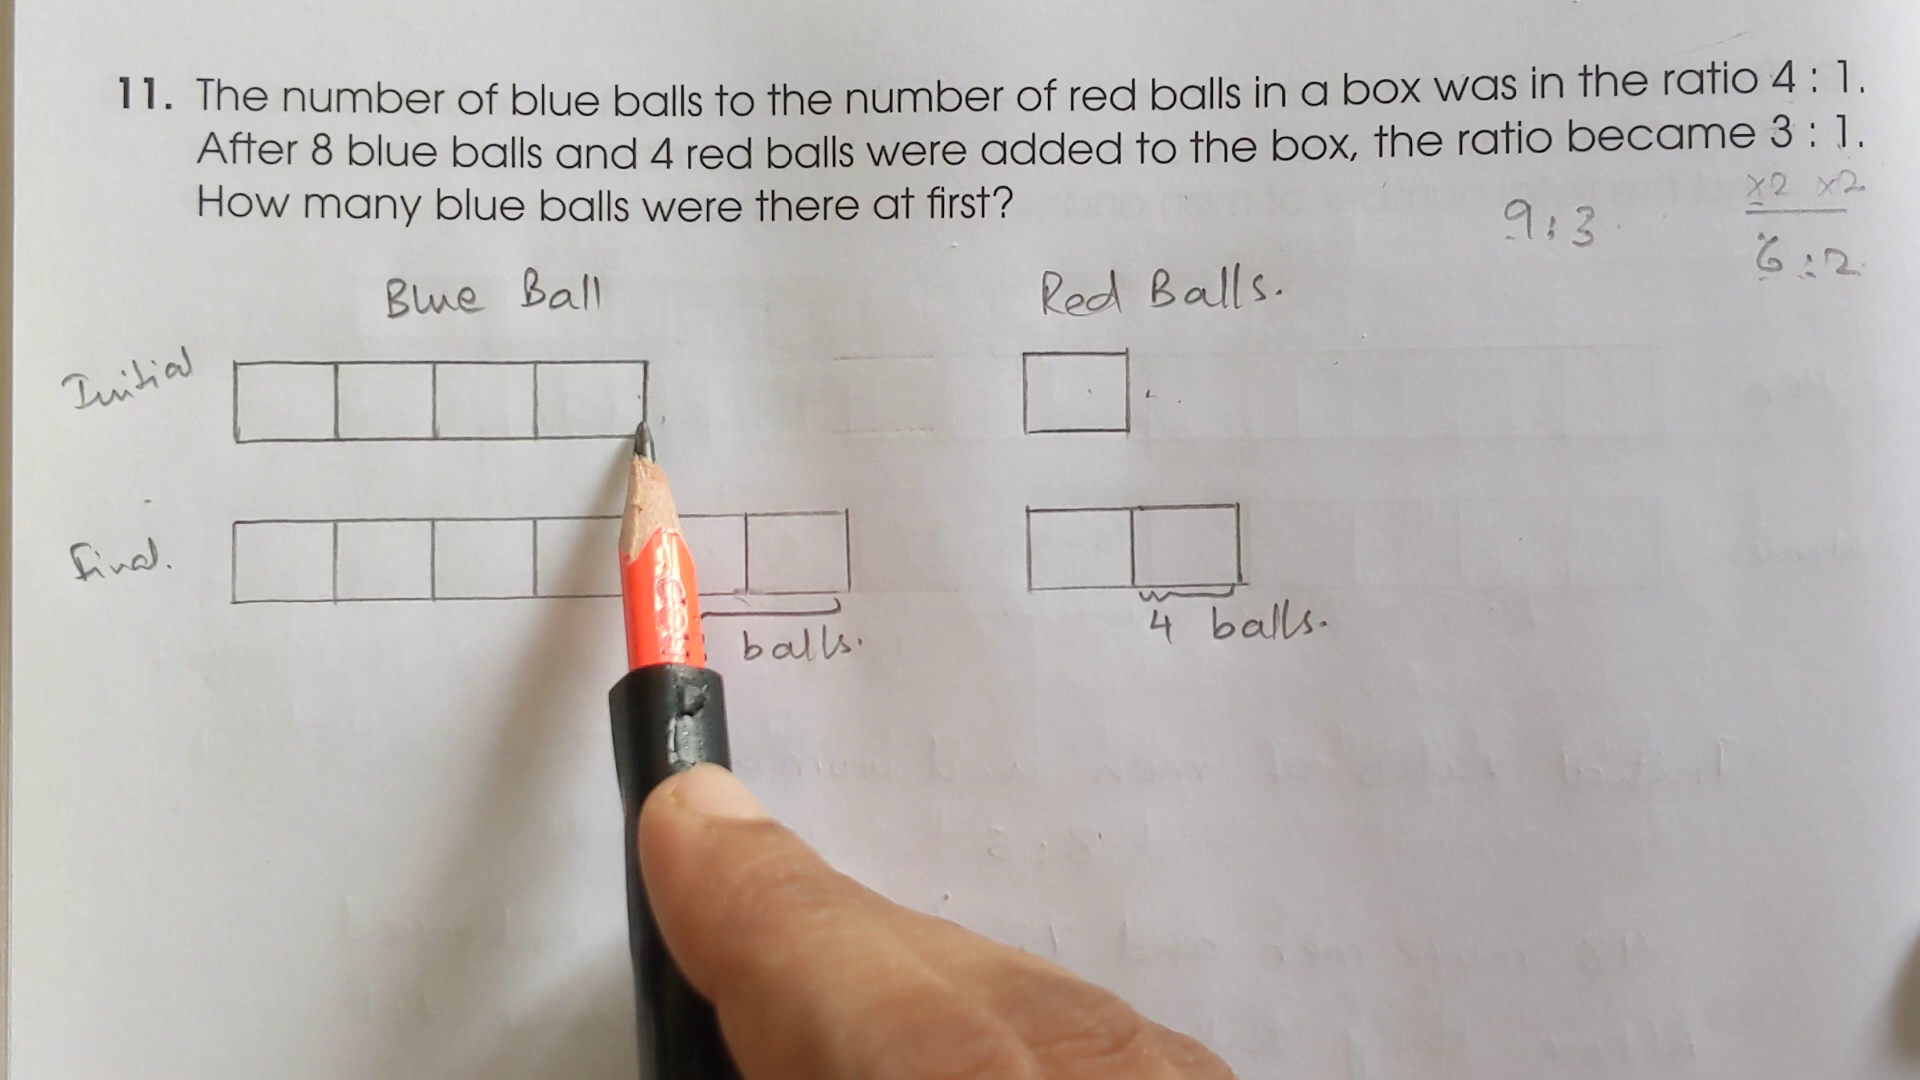 11. The number of blue balls to the number of red balls in a box was in the ratio 4 : 1.
After 8 blue balls and 4 red balls were added to the box, the ratio became 3 : 1.
How many blue balls were there at first?
×2 ×2
9:3
6:2
Blue Ball
Red Balls.
Initial
Final.
balls.
4 balls.